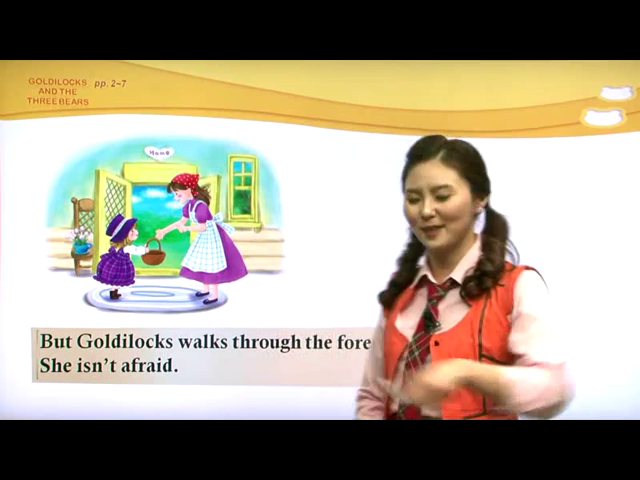 GOLDILOCKS pp. 2~7
AND THE
THREE BEARS
Home
But Goldilocks walks through the fore
She isn't afraid.